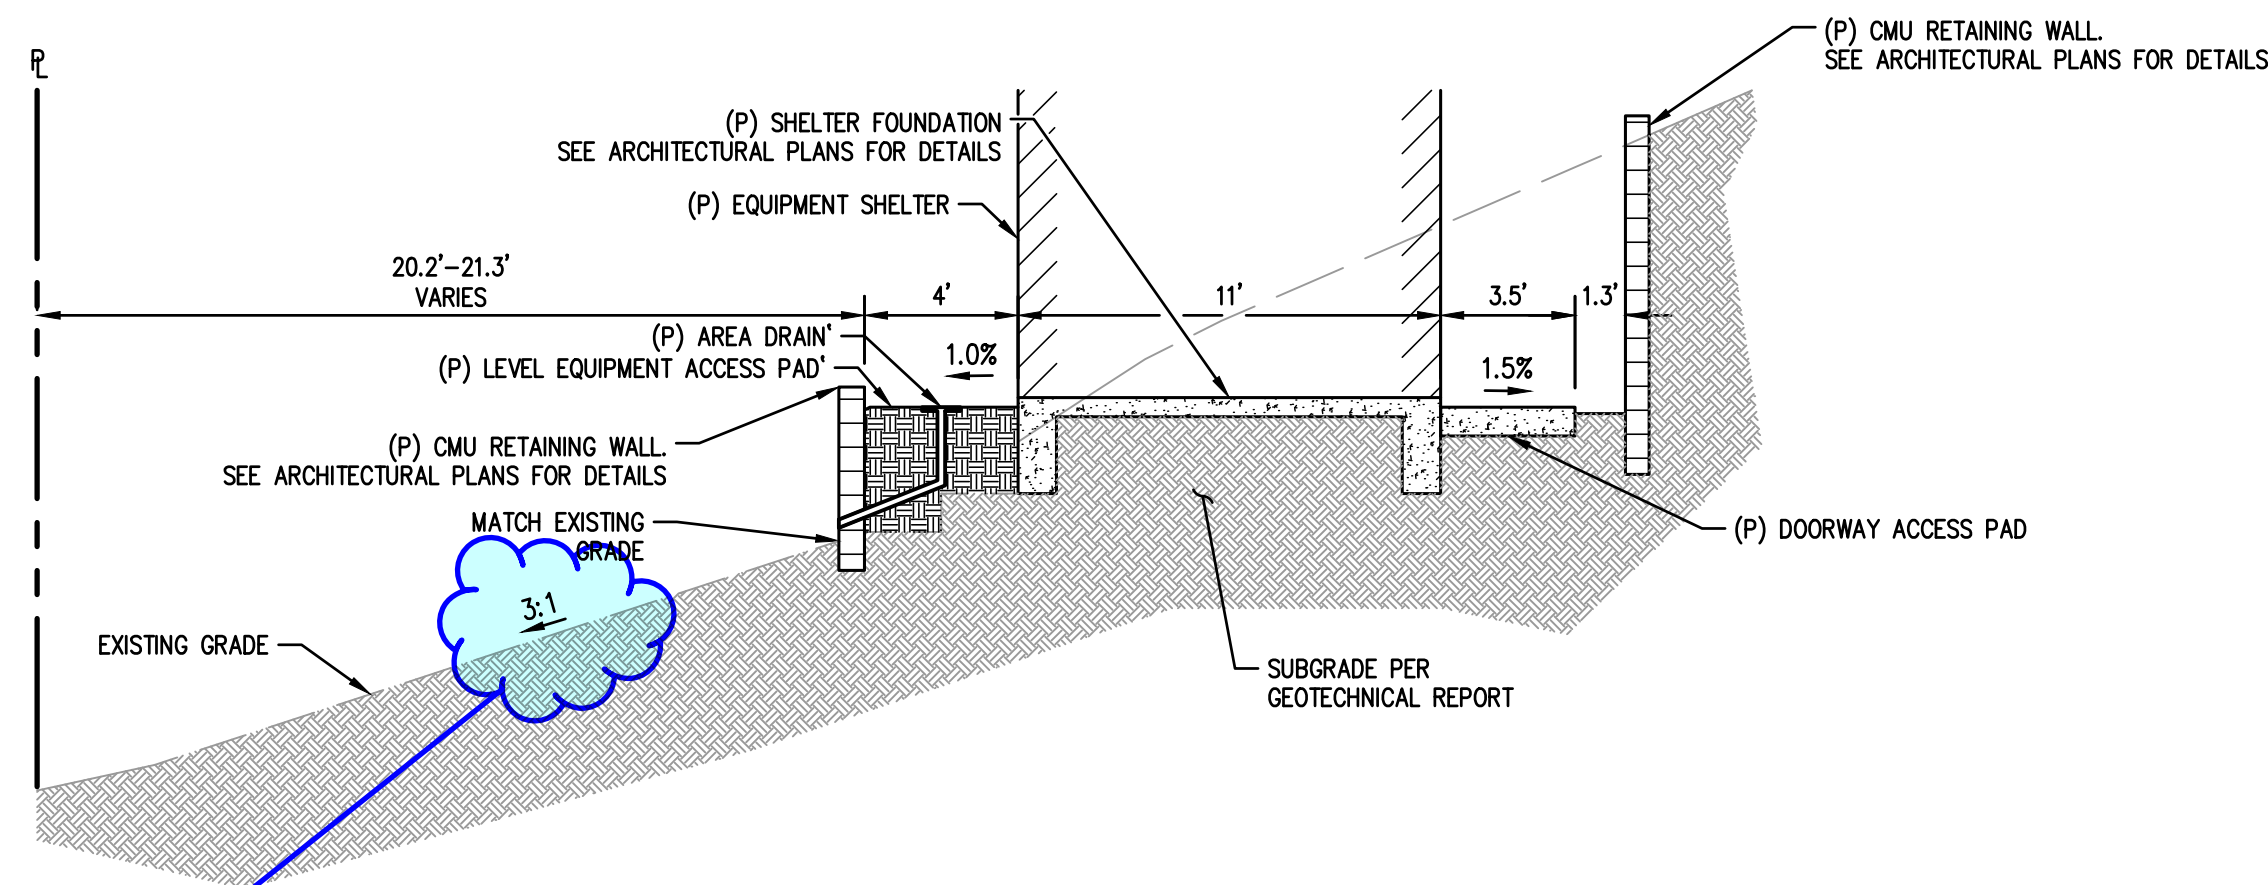 PL
(P) CMU RETAINING WALL.
SEE ARCHITECTURAL PLANS FOR DETAILS
(P) SHELTER FOUNDATION
SEE ARCHITECTURAL PLANS FOR DETAILS
(P) EQUIPMENT SHELTER
20.2'-21.3'
VARIES
4'
11'
3.5'
1.3'
(P) AREA DRAIN'
(P) LEVEL EQUIPMENT ACCESS PAD'
1.0%
1.5%
(P) CMU RETAINING WALL.
SEE ARCHITECTURAL PLANS FOR DETAILS
MATCH EXISTING
GRADE
(P) DOORWAY ACCESS PAD
3:1
EXISTING GRADE
SUBGRADE PER
GEOTECHNICAL REPORT